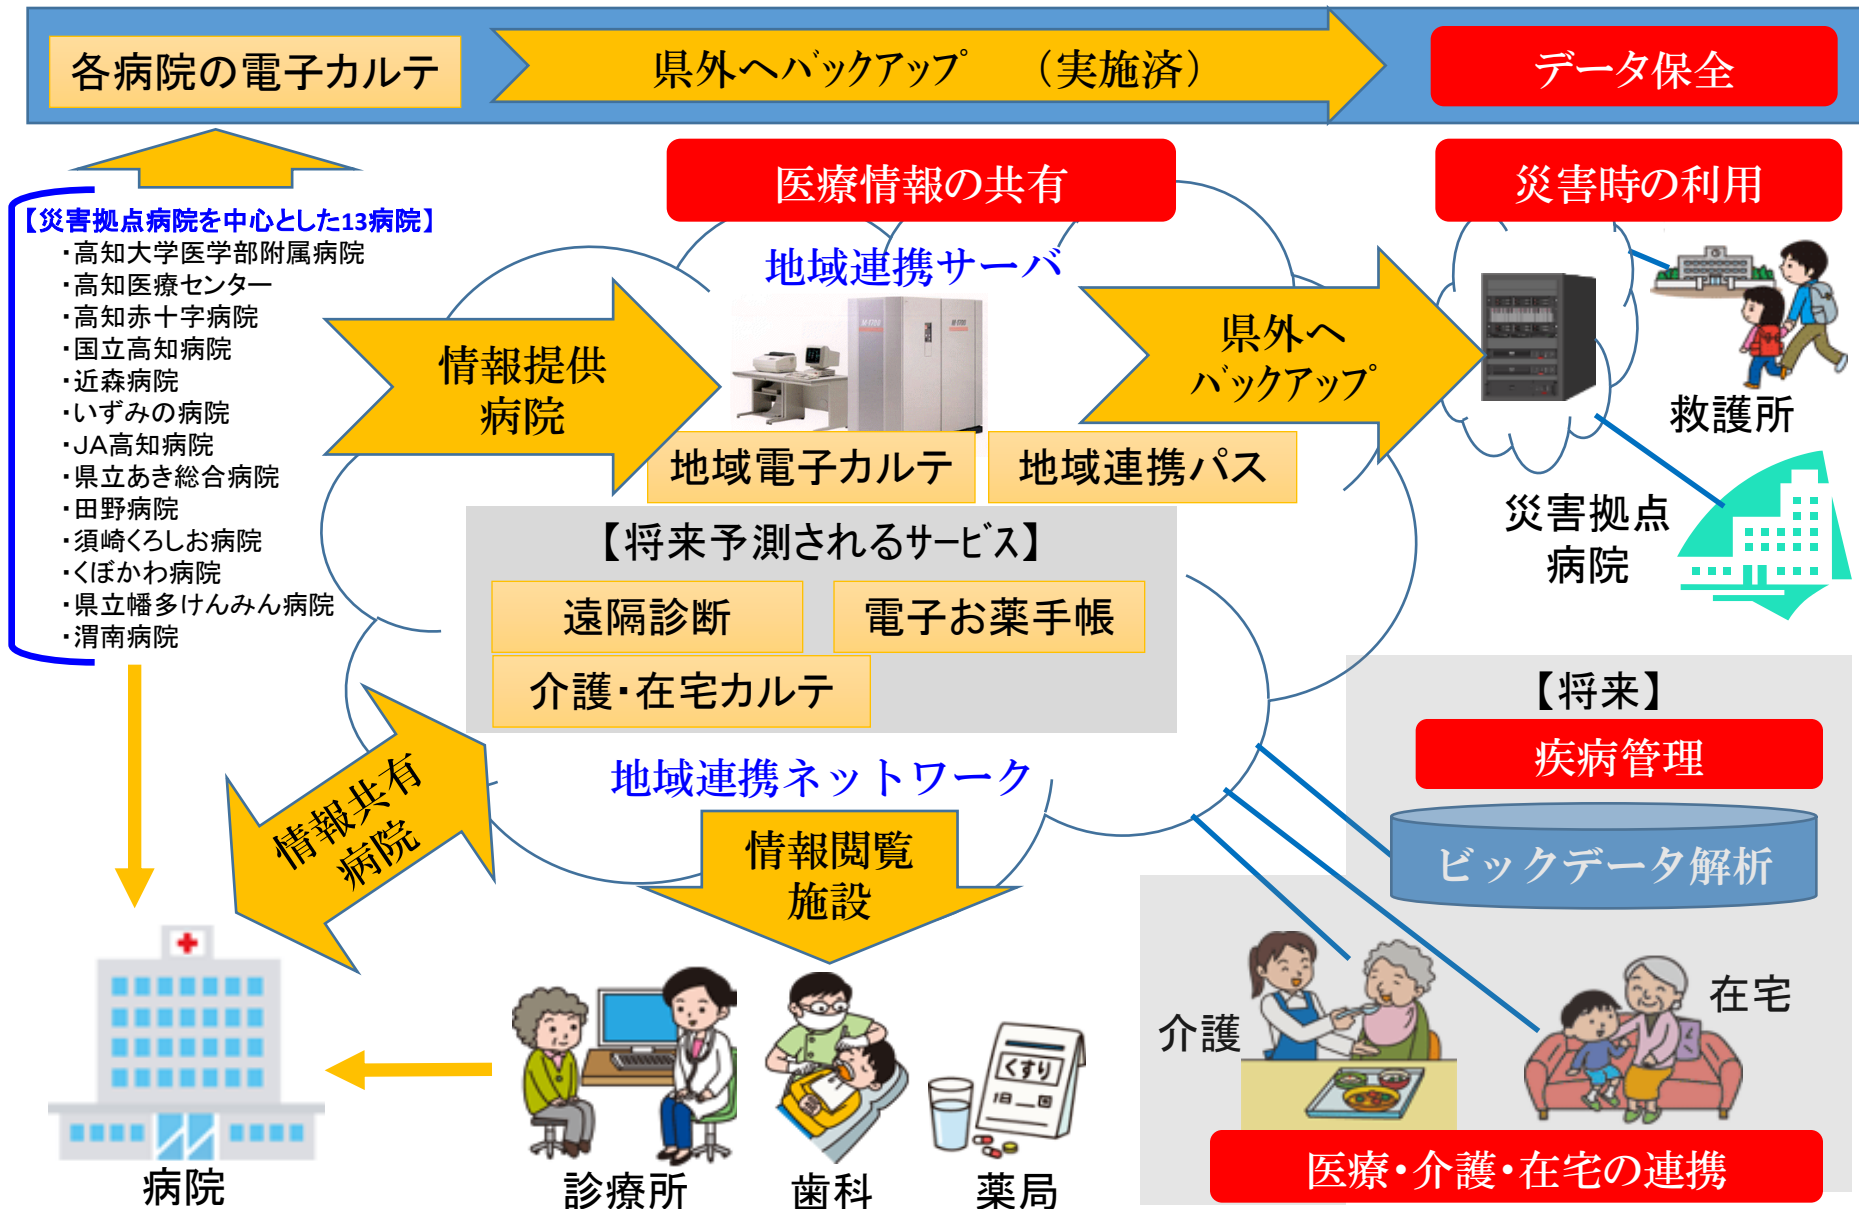 各病院の電子カルテ
県外へバックアップ　（実施済）
データ保全
医療情報の共有
災害時の利用
【災害拠点病院を中心とした13病院】
・高知大学医学部附属病院
・高知医療センター
・高知赤十字病院
・国立高知病院
・近森病院
・いずみの病院
・JA高知病院
・県立あき総合病院
・田野病院
・須崎くろしお病院
・くぼかわ病院
・県立幡多けんみん病院
・渭南病院
地域連携サーバ
情報提供
病院
県外へ
バックアップ
救護所
地域電子カルテ
地域連携パス
災害拠点
病院
【将来予測されるサービス】
遠隔診断
電子お薬手帳
介護・在宅カルテ
地域連携ネットワーク
情報共有
病院
情報閲覧
施設
【将来】
疾病管理
ビックデータ解析
介護
在宅
くすり
1日__回
病院
診療所
歯科
薬局
医療・介護・在宅の連携